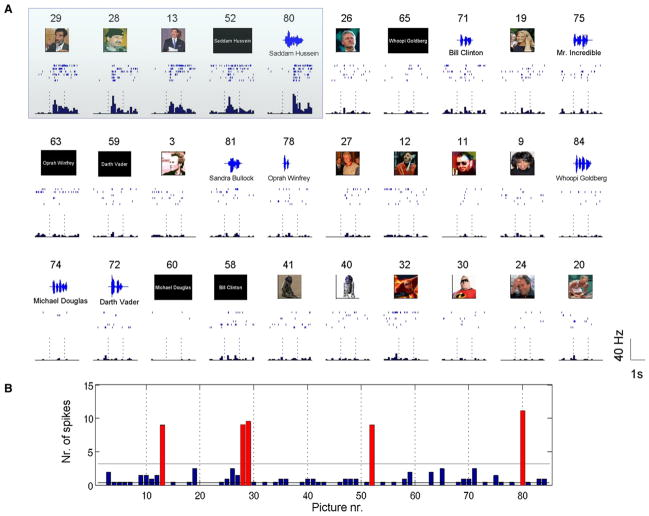 A
29 28 13 52 80 26 65 71 19 75
Saddam Hussein
Saddam Hussein
Whoopi Goldberg
Bill Clinton
Mr. Incredible
63 59 3 81 78 27 12 11 9 84
Oprah Winfrey
Darth Vader
Sandra Bullock
Oprah Winfrey
Whoopi Goldberg
74 72 60 58 41 40 32 30 24 20
Michael Douglas
Darth Vader
Michael Douglas
Bill Clinton
40 Hz
1s
B
Nr. of spikes
15
10
5
0
10 20 30 40 50 60 70 80
Picture nr.